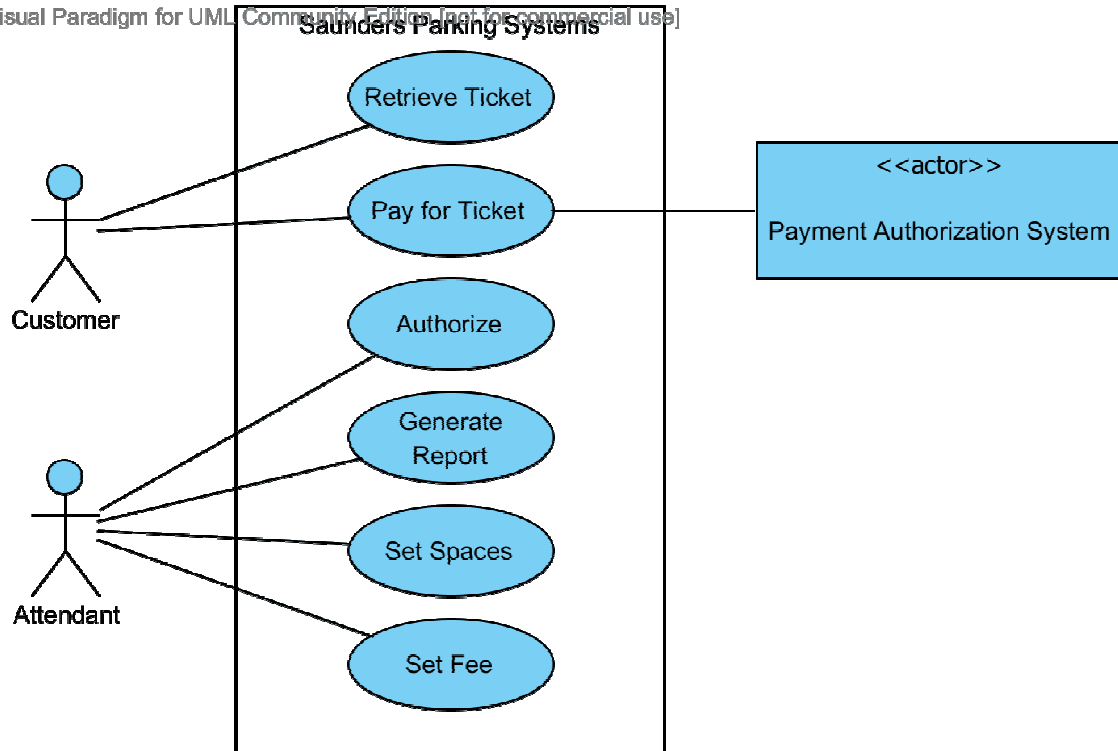 isual Paradigm for UML Community Edition [not for commercial use]
Saunders Parking Systems
Retrieve Ticket
<<actor>>
Pay for Ticket
Payment Authorization System
Customer
Authorize
Generate
Report
Set Spaces
Attendant
Set Fee